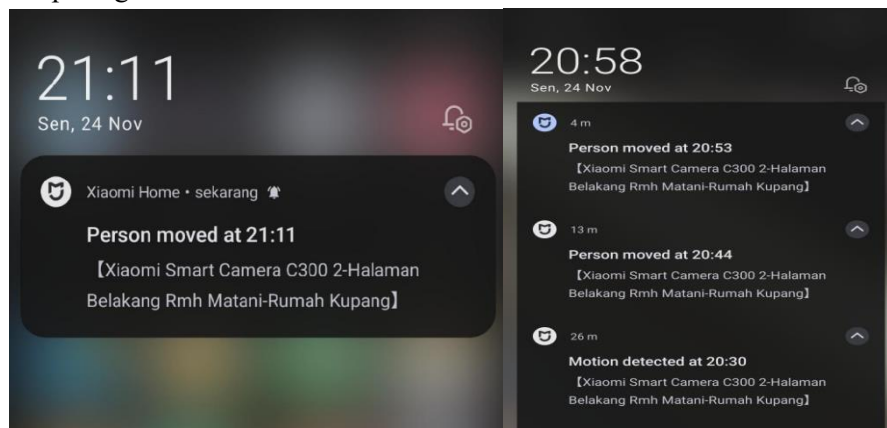 21:11
Sen, 24 Nov
Xiaomi Home • sekarang
Person moved at 21:11
【Xiaomi Smart Camera C300 2-Halaman
Belakang Rmh Matani-Rumah Kupang】
20:58
Sen, 24 Nov
4 m
Person moved at 20:53
【Xiaomi Smart Camera C300 2-Halaman
Belakang Rmh Matani-Rumah Kupang】
13 m
Person moved at 20:44
【Xiaomi Smart Camera C300 2-Halaman
Belakang Rmh Matani-Rumah Kupang】
26 m
Motion detected at 20:30
【Xiaomi Smart Camera C300 2-Halaman
Belakang Rmh Matani-Rumah Kupang】